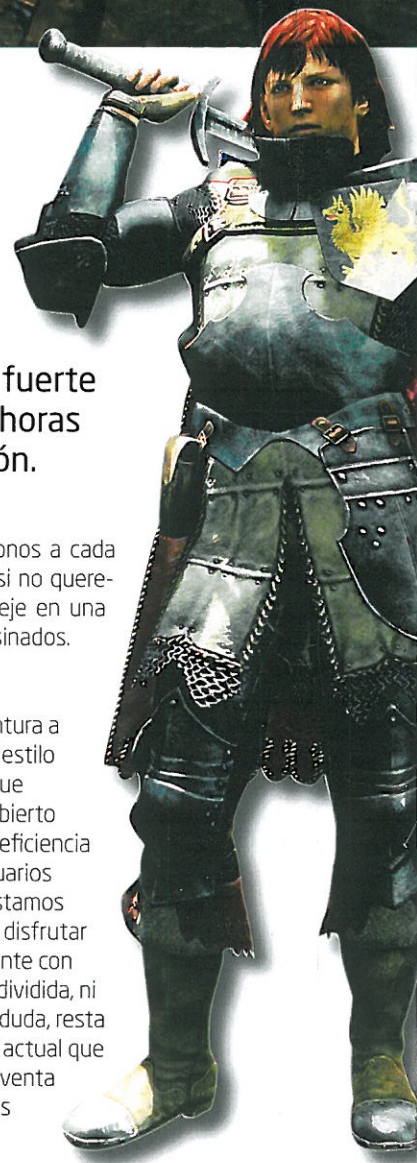 fuerte
horas
ón.
onos a cada
si no quere-
eje en una
sinados.
ntura a
estilo
ue
bierto
eficiencia
uarios
stamos
disfrutar
nte con
dividida, ni
duda, resta
actual que
venta
s